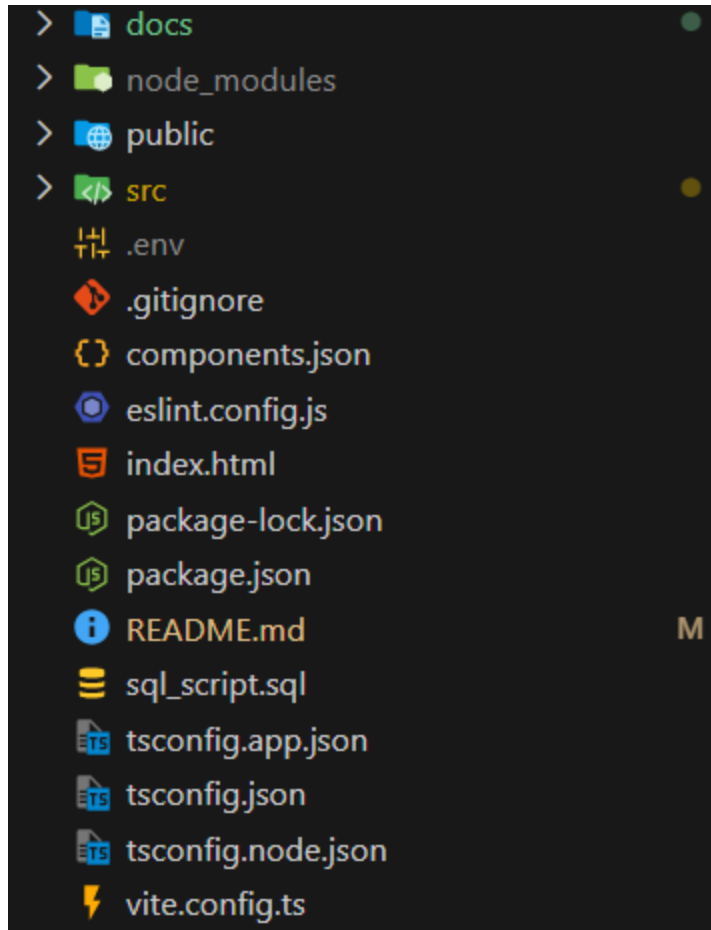 docs
node_modules
public
src
.env
.gitignore
components.json
eslint.config.js
index.html
package-lock.json
package.json
README.md M
sql_script.sql
tsconfig.app.json
tsconfig.json
tsconfig.node.json
vite.config.ts